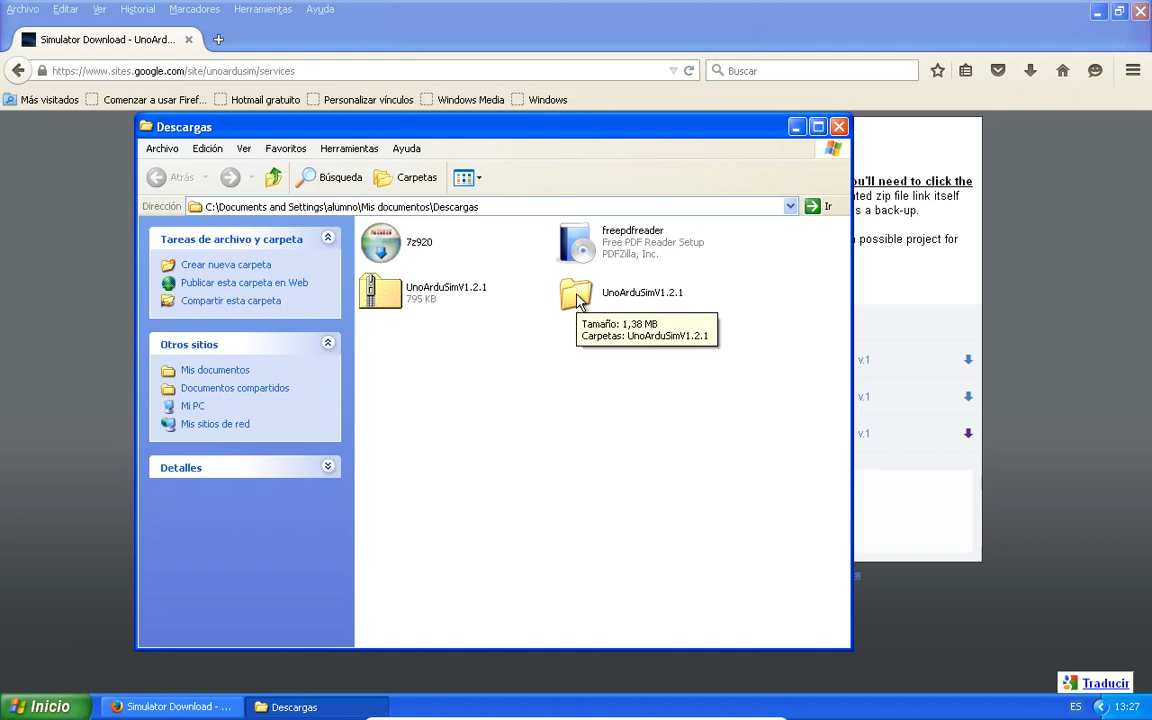 Archivo Editar Ver Historial Marcadores Herramientas Ayuda
Simulator Download - UnoArd...
https://www.sites.google.com/site/unoardusim/services
Buscar
Más visitados Comenzar a usar Firef... Hotmail gratuito Personalizar vínculos Windows Media Windows
Descargas
Archivo Edición Ver Favoritos Herramientas Ayuda
Atrás Búsqueda Carpetas
Dirección C:\Documents and Settings\alumno\Mis documentos\Descargas Ir
Tareas de archivo y carpeta
Crear nueva carpeta
Publicar esta carpeta en Web
Compartir esta carpeta
Otros sitios
Mis documentos
Documentos compartidos
Mi PC
Mis sitios de red
Detalles
7z920
freepdfreader
Free PDF Reader Setup
PDFZilla, Inc.
UnoArduSimV1.2.1
795 KB
UnoArduSimV1.2.1
Tamaño: 1,38 MB
Carpetas: UnoArduSimV1.2.1
ou'll need to click the
ted zip file link itself
s a back-up.
n possible project for
v.1
v.1
v.1
Traducir
Inicio
Simulator Download - ...
Descargas
ES
13:27